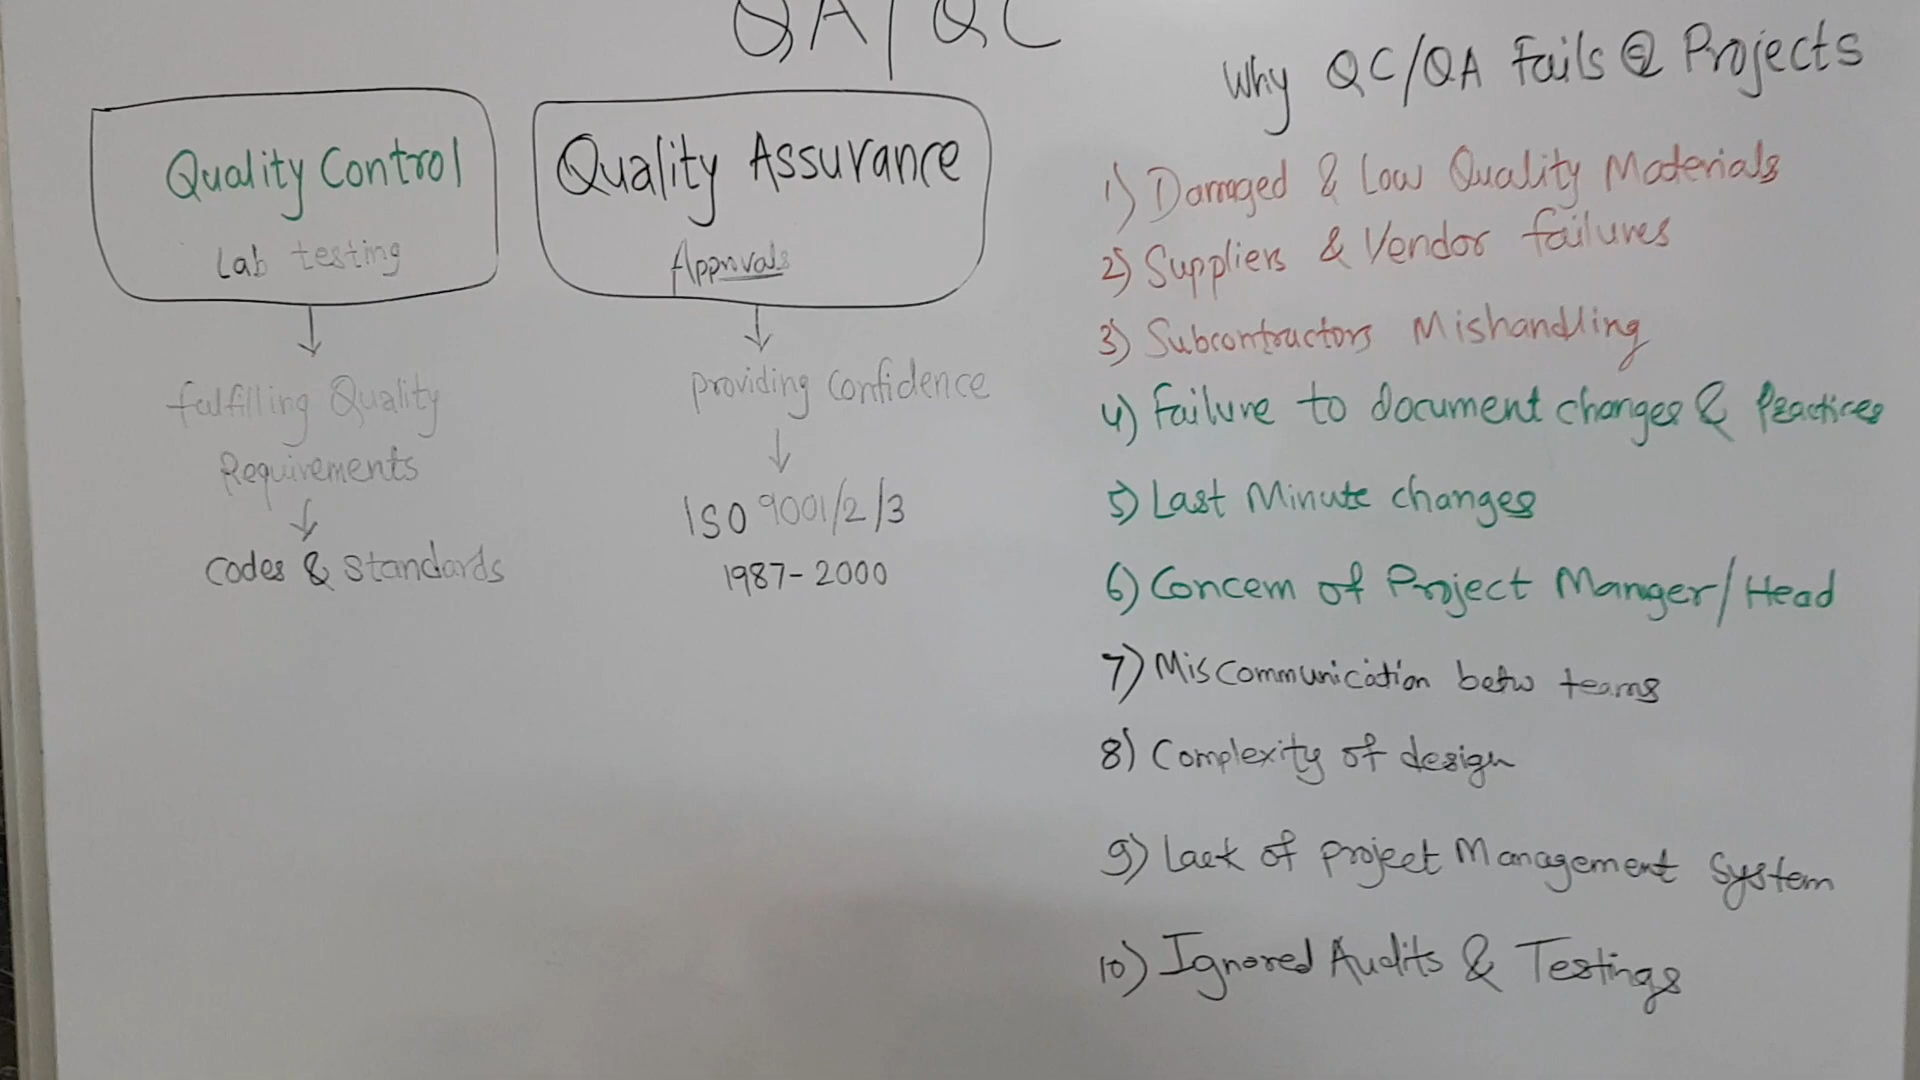 QA/QC
Quality Control
Lab testing
fulfilling Quality
Requirements
codes & standards
Quality Assurance
Approvals
providing confidence
ISO 9001/2/3
1987-2000
Why QC/QA Fails @ Projects
1) Damaged & Low Quality Materials
2) Suppliers & Vendor failures
3) Subcontractors Mishandling
4) Failure to document changes & Practices
5) Last Minute changes
6) Concern of Project Manger/Head
7) Miscommunication betw teams
8) Complexity of design
9) Lack of project Management System
10) Ignored Audits & Testings